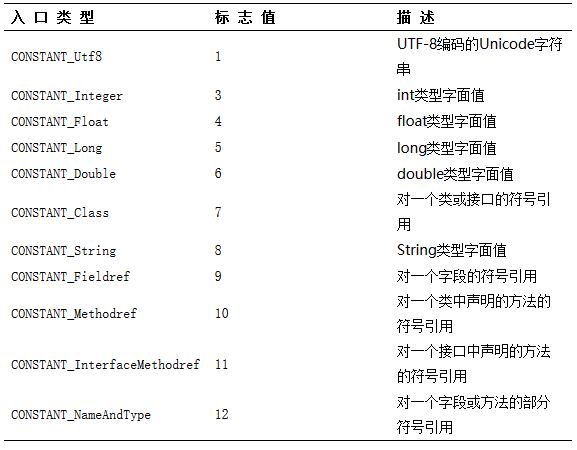 入 口 类 型 标 志 值 描 述
CONSTANT_Utf8 1 UTF-8编码的Unicode字符
串
CONSTANT_Integer 3 int类型字面值
CONSTANT_Float 4 float类型字面值
CONSTANT_Long 5 long类型字面值
CONSTANT_Double 6 double类型字面值
CONSTANT_Class 7 对一个类或接口的符号引
用
CONSTANT_String 8 String类型字面值
CONSTANT_Fieldref 9 对一个字段的符号引用
CONSTANT_Methodref 10 对一个类中声明的方法的
符号引用
CONSTANT_InterfaceMethodref 11 对一个接口中声明的方法
的符号引用
CONSTANT_NameAndType 12 对一个字段或方法的部分
符号引用